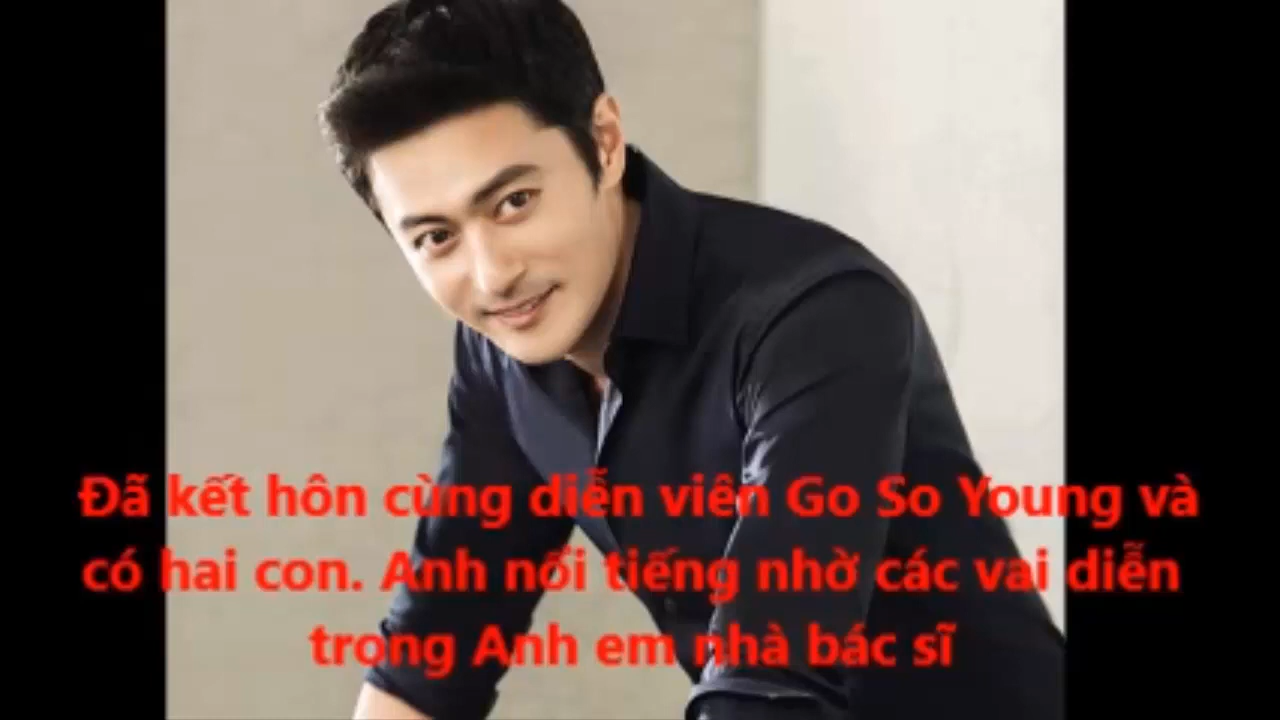 Đã kết hôn cùng diễn viên Go So Young và
có hai con. Anh nổi tiếng nhờ các vai diễn
trong Anh em nhà bác sĩ